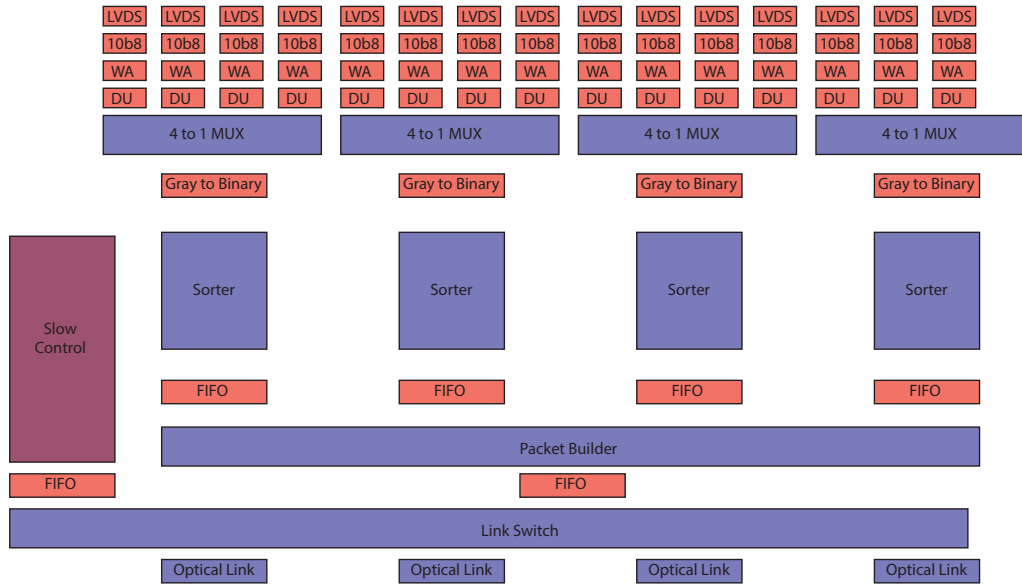 LVDS LVDS LVDS LVDS LVDS LVDS LVDS LVDS LVDS LVDS LVDS LVDS LVDS LVDS LVDS
10b8 10b8 10b8 10b8 10b8 10b8 10b8 10b8 10b8 10b8 10b8 10b8 10b8 10b8 10b8
WA WA WA WA WA WA WA WA WA WA WA WA WA WA WA
DU DU DU DU DU DU DU DU DU DU DU DU DU DU DU
4 to 1 MUX 4 to 1 MUX 4 to 1 MUX 4 to 1 MUX
Gray to Binary Gray to Binary Gray to Binary Gray to Binary
Sorter Sorter Sorter Sorter
Slow
Control
FIFO FIFO FIFO FIFO
Packet Builder
FIFO FIFO
Link Switch
Optical Link Optical Link Optical Link Optical Link